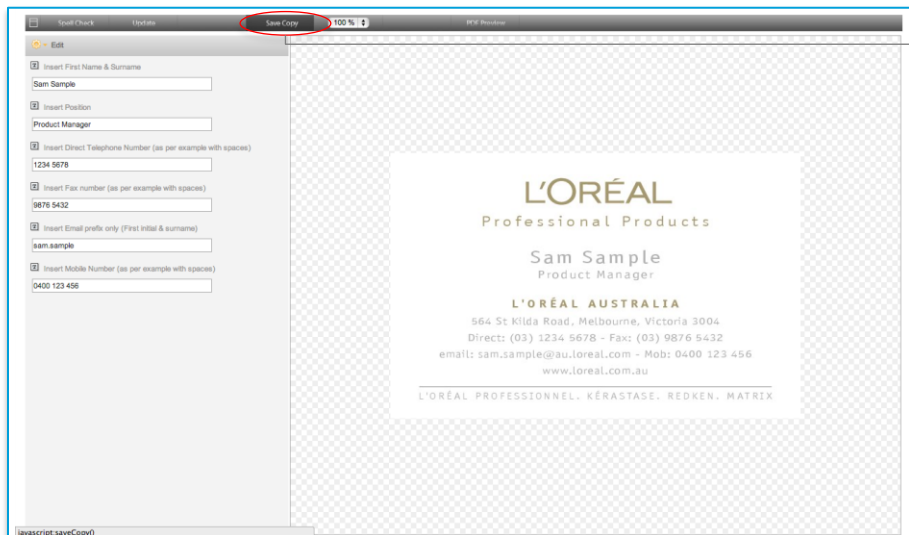 Spell Check Update Save Copy 100 % PDF Preview
Edit
Insert First Name & Surname
Sam Sample
Insert Position
Product Manager
Insert Direct Telephone Number (as per example with spaces)
1234 5678
Insert Fax number (as per example with spaces)
9876 5432
Insert Email prefix only (First Initial & surname)
sam.sample
Insert Mobile Number (as per example with spaces)
0400 123 456
L'ORÉAL
Professional Products
Sam Sample
Product Manager
L'ORÉAL AUSTRALIA
564 St Kilda Road, Melbourne, Victoria 3004
Direct: (03) 1234 5678 - Fax: (03) 9876 5432
email: sam.sample@au.loreal.com - Mob: 0400 123 456
www.loreal.com.au
L'ORÉAL PROFESSIONNEL. KÉRASTASE. REDKEN. MATRIX
javascript:saveCopy()